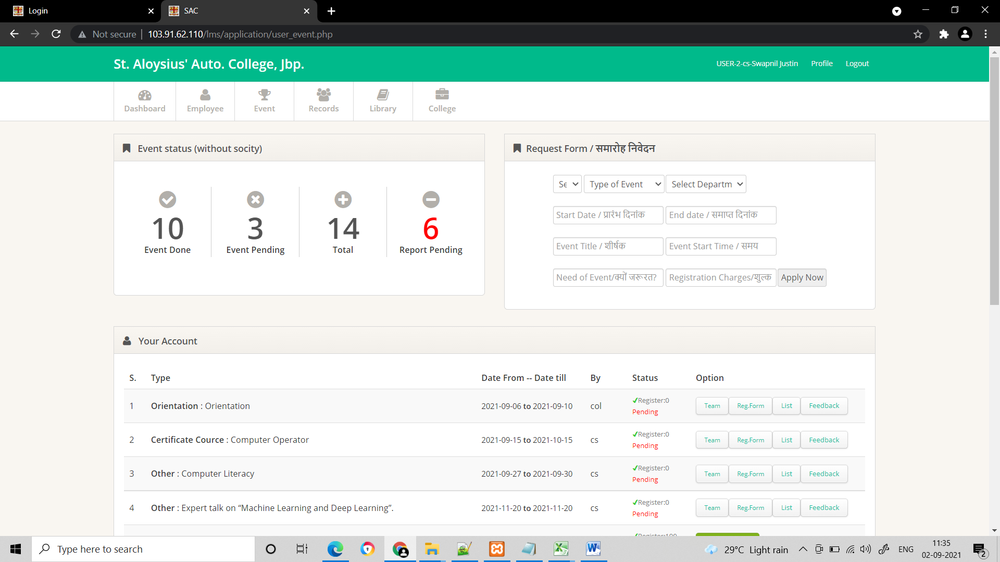 Login
SAC
Not secure
103.91.62.110/lms/application/user_event.php
St. Aloysius' Auto. College, Jbp.
USER-2-cs-Swapnil Justin Profile Logout
Dashboard Employee Event Records Library College
Event status (without socity)
10 3 14 6
Event Done Event Pending Total Report Pending
Request Form / समारोह निवेदन
Se Type of Event Select Departm
Start Date / प्रारंभ दिनांक End date / समाप्त दिनांक
Event Title / शीर्षक Event Start Time / समय
Need of Event/क्यों जरूरत? Registration Charges/शुल्क Apply Now
Your Account
S. Type Date From -- Date till By Status Option
1 Orientation : Orientation 2021-09-06 to 2021-09-10 col ✔Register:0 Team Reg.Form List Feedback
Pending
2 Certificate Cource : Computer Operator 2021-09-15 to 2021-10-15 cs ✔Register:0 Team Reg.Form List Feedback
Pending
3 Other : Computer Literacy 2021-09-27 to 2021-09-30 cs ✔Register:0 Team Reg.Form List Feedback
Pending
4 Other : Expert talk on “Machine Learning and Deep Learning”. 2021-11-20 to 2021-11-20 cs ✔Register:0 Team Reg.Form List Feedback
Pending
Type here to search
29°C Light rain
ENG
11:35
02-09-2021
2